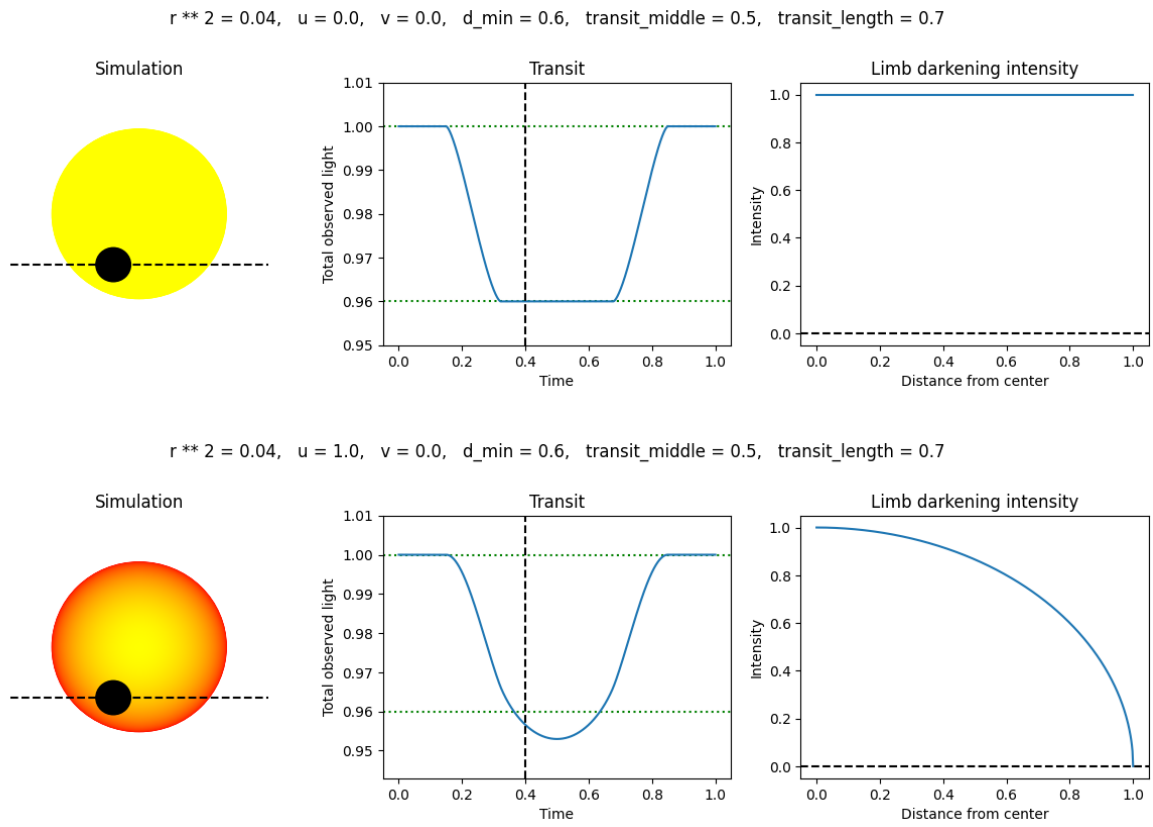 r ** 2 = 0.04,   u = 0.0,   v = 0.0,   d_min = 0.6,   transit_middle = 0.5,   transit_length = 0.7
Simulation
Transit
1.01
1.00
0.99
0.98
0.97
0.96
0.95
Total observed light
0.0 0.2 0.4 0.6 0.8 1.0
Time
Limb darkening intensity
1.0
0.8
0.6
0.4
0.2
0.0
Intensity
0.0 0.2 0.4 0.6 0.8 1.0
Distance from center
r ** 2 = 0.04,   u = 1.0,   v = 0.0,   d_min = 0.6,   transit_middle = 0.5,   transit_length = 0.7
Simulation
Transit
1.01
1.00
0.99
0.98
0.97
0.96
0.95
Total observed light
0.0 0.2 0.4 0.6 0.8 1.0
Time
Limb darkening intensity
1.0
0.8
0.6
0.4
0.2
0.0
Intensity
0.0 0.2 0.4 0.6 0.8 1.0
Distance from center